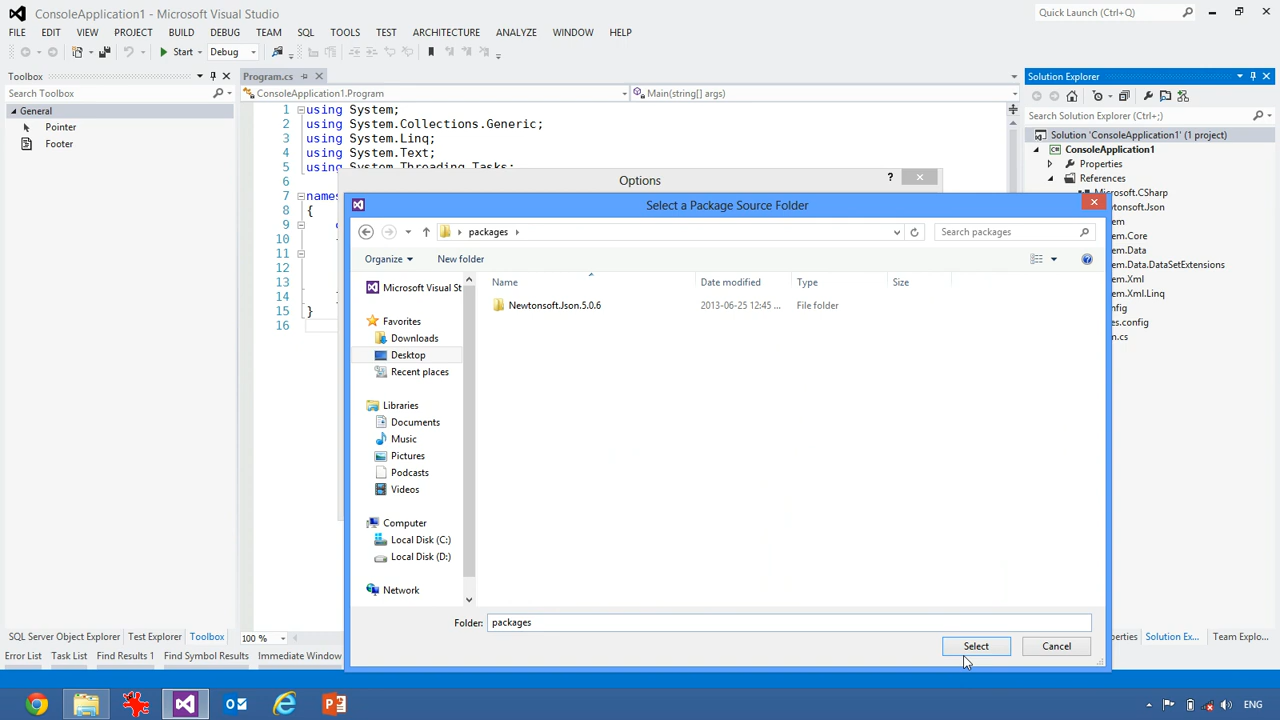 ConsoleApplication1 - Microsoft Visual Studio
Quick Launch (Ctrl+Q)
FILE EDIT VIEW PROJECT BUILD DEBUG TEAM SQL TOOLS TEST ARCHITECTURE ANALYZE WINDOW HELP
Start Debug
Toolbox
Program.cs
Solution Explorer
Search Toolbox
ConsoleApplication1.Program
Main(string[] args)
General
Pointer
Footer
1 using System;
2 using System.Collections.Generic;
3 using System.Linq;
4 using System.Text;
5 using System.Threading.Tasks;
6
7 names
8 {
9
10
11
12
13
14
15 }
16
100 %
Search Solution Explorer (Ctrl+;)
Solution 'ConsoleApplication1' (1 project)
ConsoleApplication1
Properties
References
Microsoft.CSharp
wtonsoft.Json
em
em.Core
em.Data
em.Data.DataSetExtensions
em.Xml
em.Xml.Linq
nfig
es.config
m.cs
Options
?
Select a Package Source Folder
packages
Search packages
Organize New folder
Name Date modified Type Size
Newtonsoft.Json.5.0.6 2013-06-25 12:45 ... File folder
Microsoft Visual St
Favorites
Downloads
Desktop
Recent places
Libraries
Documents
Music
Pictures
Podcasts
Videos
Computer
Local Disk (C:)
Local Disk (D:)
Network
Folder: packages
Select Cancel
SQL Server Object Explorer Test Explorer Toolbox
operties Solution Ex... Team Explo...
Error List Task List Find Results 1 Find Symbol Results Immediate Window
ENG